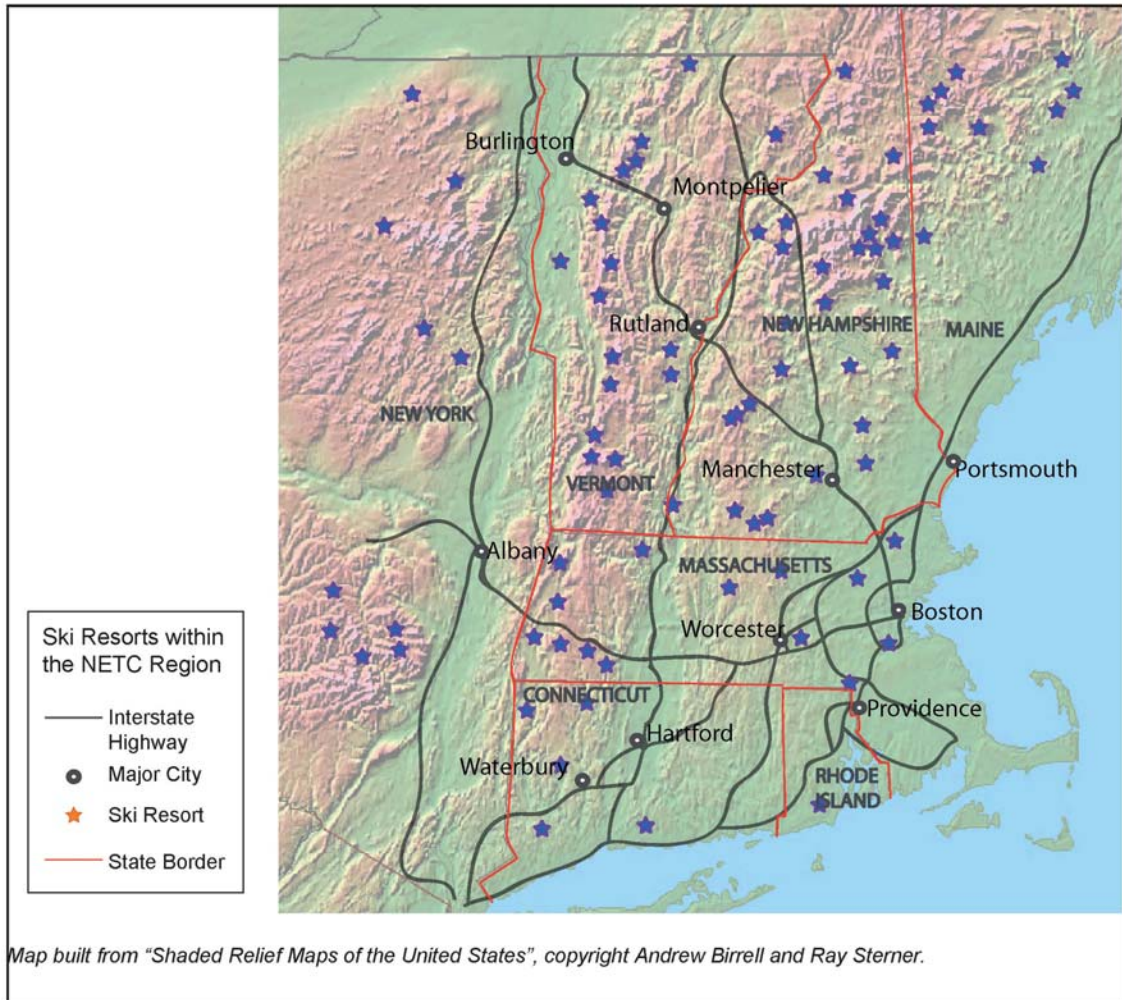 Burlington
Montpelier
Rutland
NEW HAMPSHIRE
MAINE
NEW YORK
VERMONT
Manchester
Portsmouth
Albany
MASSACHUSETTS
Boston
Worcester
CONNECTICUT
Providence
Hartford
Waterbury
RHODE
ISLAND
Ski Resorts within
the NETC Region
Interstate
Highway
Major City
Ski Resort
State Border
Map built from “Shaded Relief Maps of the United States”, copyright Andrew Birrell and Ray Sterner.